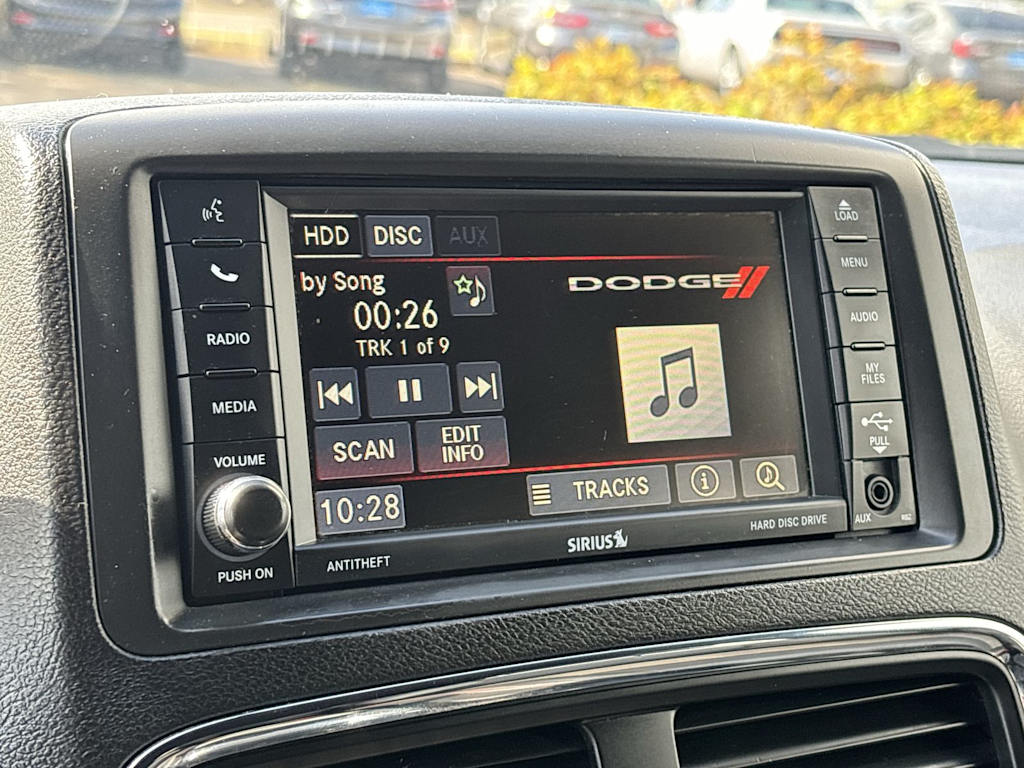 HDD DISC AUX
by Song
00:26
TRK 1 of 9
DODGE
SCAN EDIT INFO
10:28
TRACKS
RADIO
MEDIA
VOLUME
PUSH ON
LOAD
MENU
AUDIO
MY
FILES
PULL
AUX RBZ
ANTITHEFT
SIRIUS
HARD DISC DRIVE